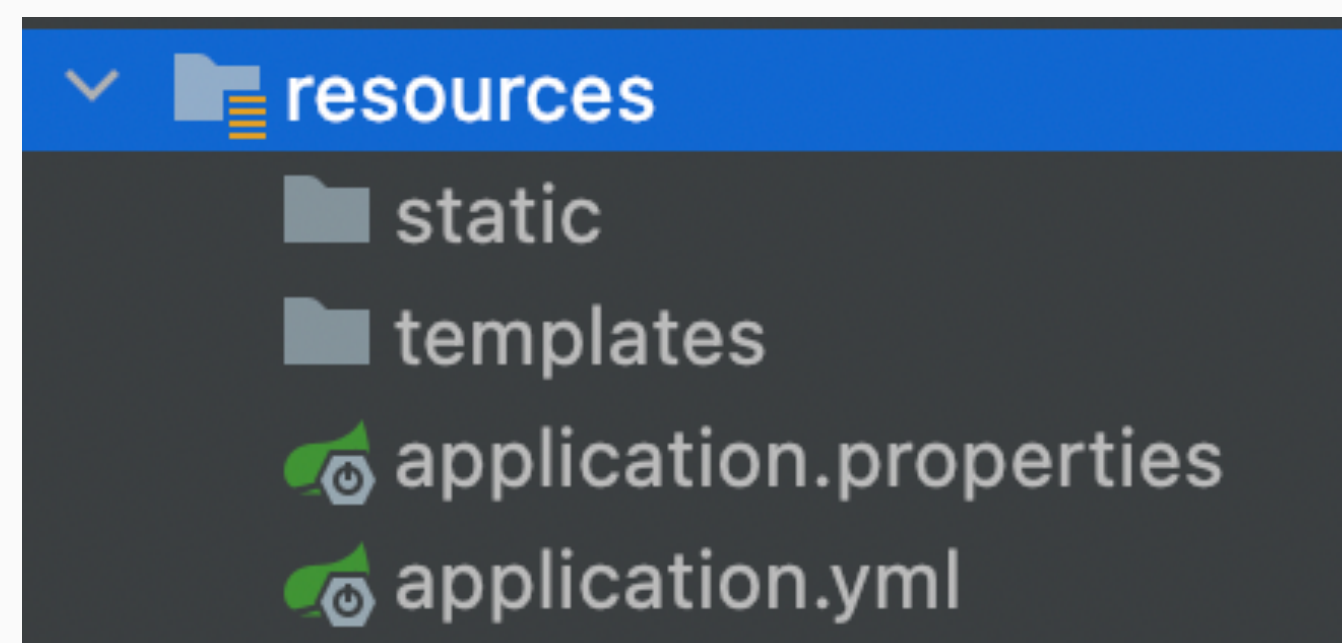 resources
static
templates
application.properties
application.yml